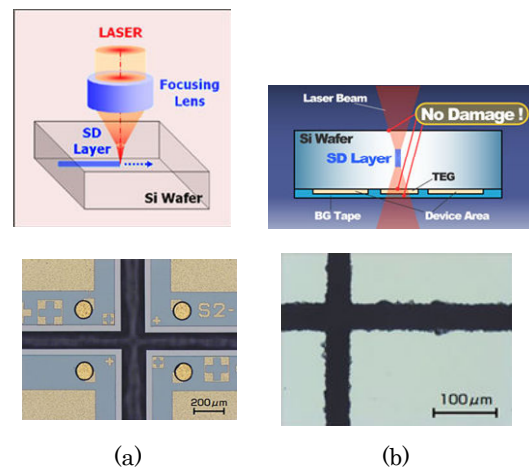 LASER
Focusing
Lens
SD
Layer
Si Wafer
Laser Beam
No Damage !
Si Wafer
SD Layer
TEG
BG Tape
Device Area
S2-
200μm
100μm
(a)
(b)